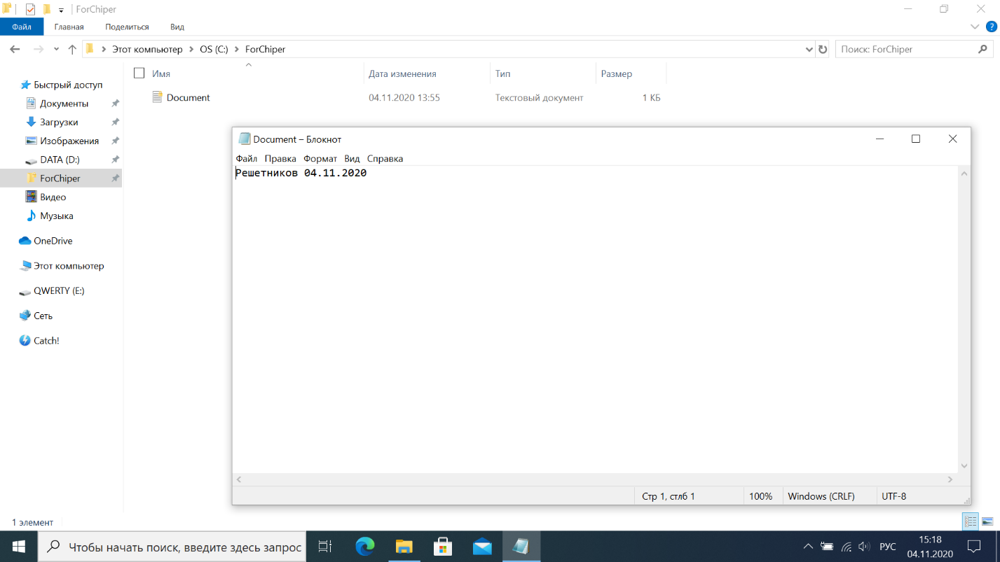 ForChiper
Файл Главная Поделиться Вид
Этот компьютер OS (C:) ForChiper
Поиск: ForChiper
Имя Дата изменения Тип Размер
Document 04.11.2020 13:55 Текстовый документ 1 КБ
Быстрый доступ
Документы
Загрузки
Изображения
DATA (D:)
ForChiper
Видео
Музыка
OneDrive
Этот компьютер
QWERTY (E:)
Сеть
Catch!
Document – Блокнот
Файл Правка Формат Вид Справка
Решетников 04.11.2020
Стр 1, стлб 1 100% Windows (CRLF) UTF-8
1 элемент
Чтобы начать поиск, введите здесь запрос
РУС
15:18
04.11.2020